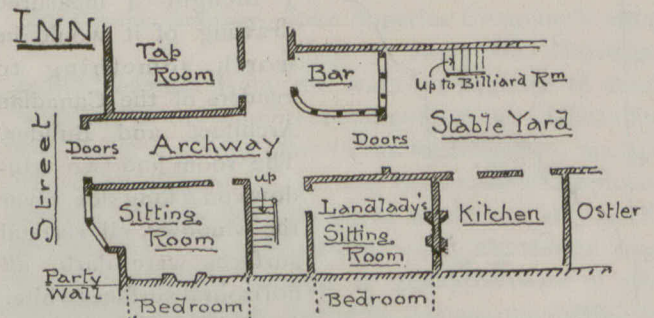 INN
Tap
Room
Bar
up to Billiard Rm
Street
Doors
Archway
Doors
Stable Yard
up
Sitting
Room
Landlady's
Sitting
Room
Kitchen
Ostler
Party
Wall
Bedroom
Bedroom